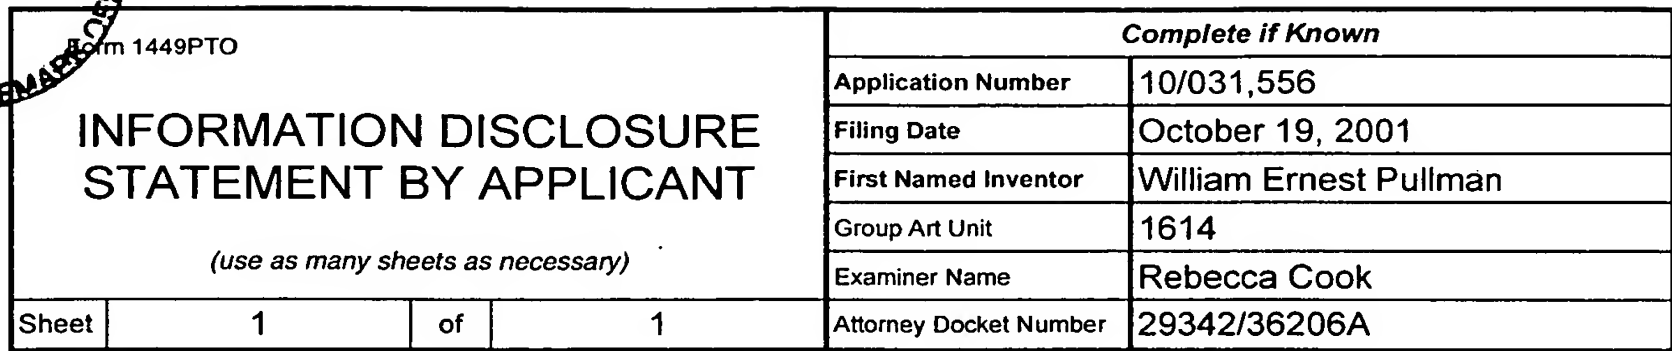 Form 1449PTO
INFORMATION DISCLOSURE
STATEMENT BY APPLICANT
(use as many sheets as necessary)
Sheet 1 of 1
Complete if Known
Application Number 10/031,556
Filing Date October 19, 2001
First Named Inventor William Ernest Pullman
Group Art Unit 1614
Examiner Name Rebecca Cook
Attorney Docket Number 29342/36206A